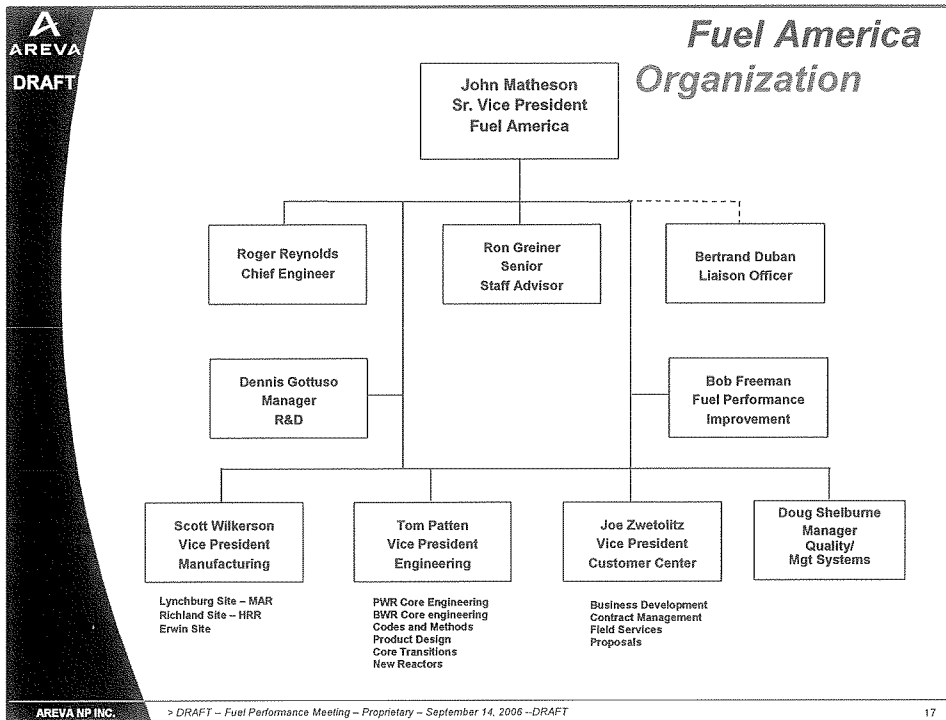 AREVA
DRAFT
Fuel America
Organization
John Matheson
Sr. Vice President
Fuel America
Roger Reynolds
Chief Engineer
Ron Greiner
Senior
Staff Advisor
Bertrand Duban
Liaison Officer
Dennis Gottuso
Manager
R&D
Bob Freeman
Fuel Performance
Improvement
Scott Wilkerson
Vice President
Manufacturing
Tom Patten
Vice President
Engineering
Joe Zwetolitz
Vice President
Customer Center
Doug Shelburne
Manager
Quality/
Mgt Systems
Lynchburg Site – MAR
Richland Site – HRR
Erwin Site
PWR Core Engineering
BWR Core engineering
Codes and Methods
Product Design
Core Transitions
New Reactors
Business Development
Contract Management
Field Services
Proposals
AREVA NP INC.
> DRAFT – Fuel Performance Meeting – Proprietary – September 14, 2006 --DRAFT
17